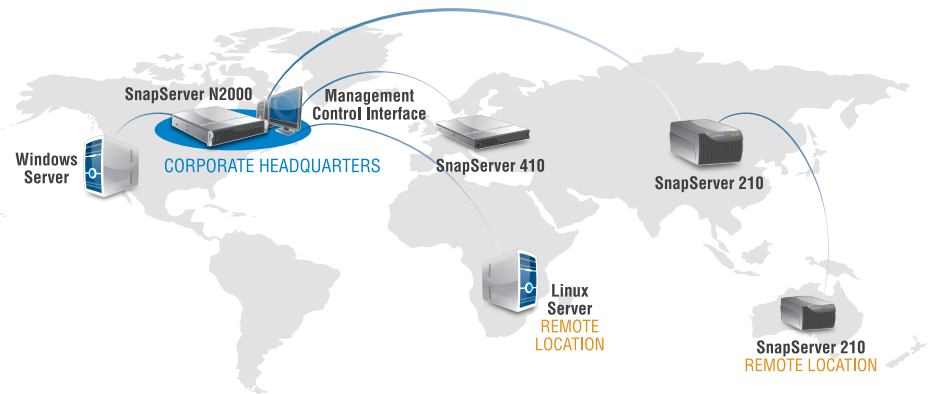 SnapServer N2000
Management
Control Interface
Windows
Server
CORPORATE HEADQUARTERS
SnapServer 410
SnapServer 210
Linux
Server
REMOTE
LOCATION
SnapServer 210
REMOTE LOCATION